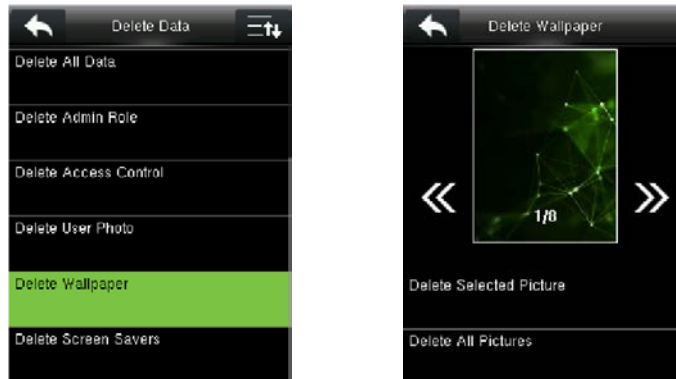 Delete Data
Delete All Data
Delete Admin Role
Delete Access Control
Delete User Photo
Delete Wallpaper
Delete Screen Savers
Delete Wallpaper
1/8
Delete Selected Picture
Delete All Pictures